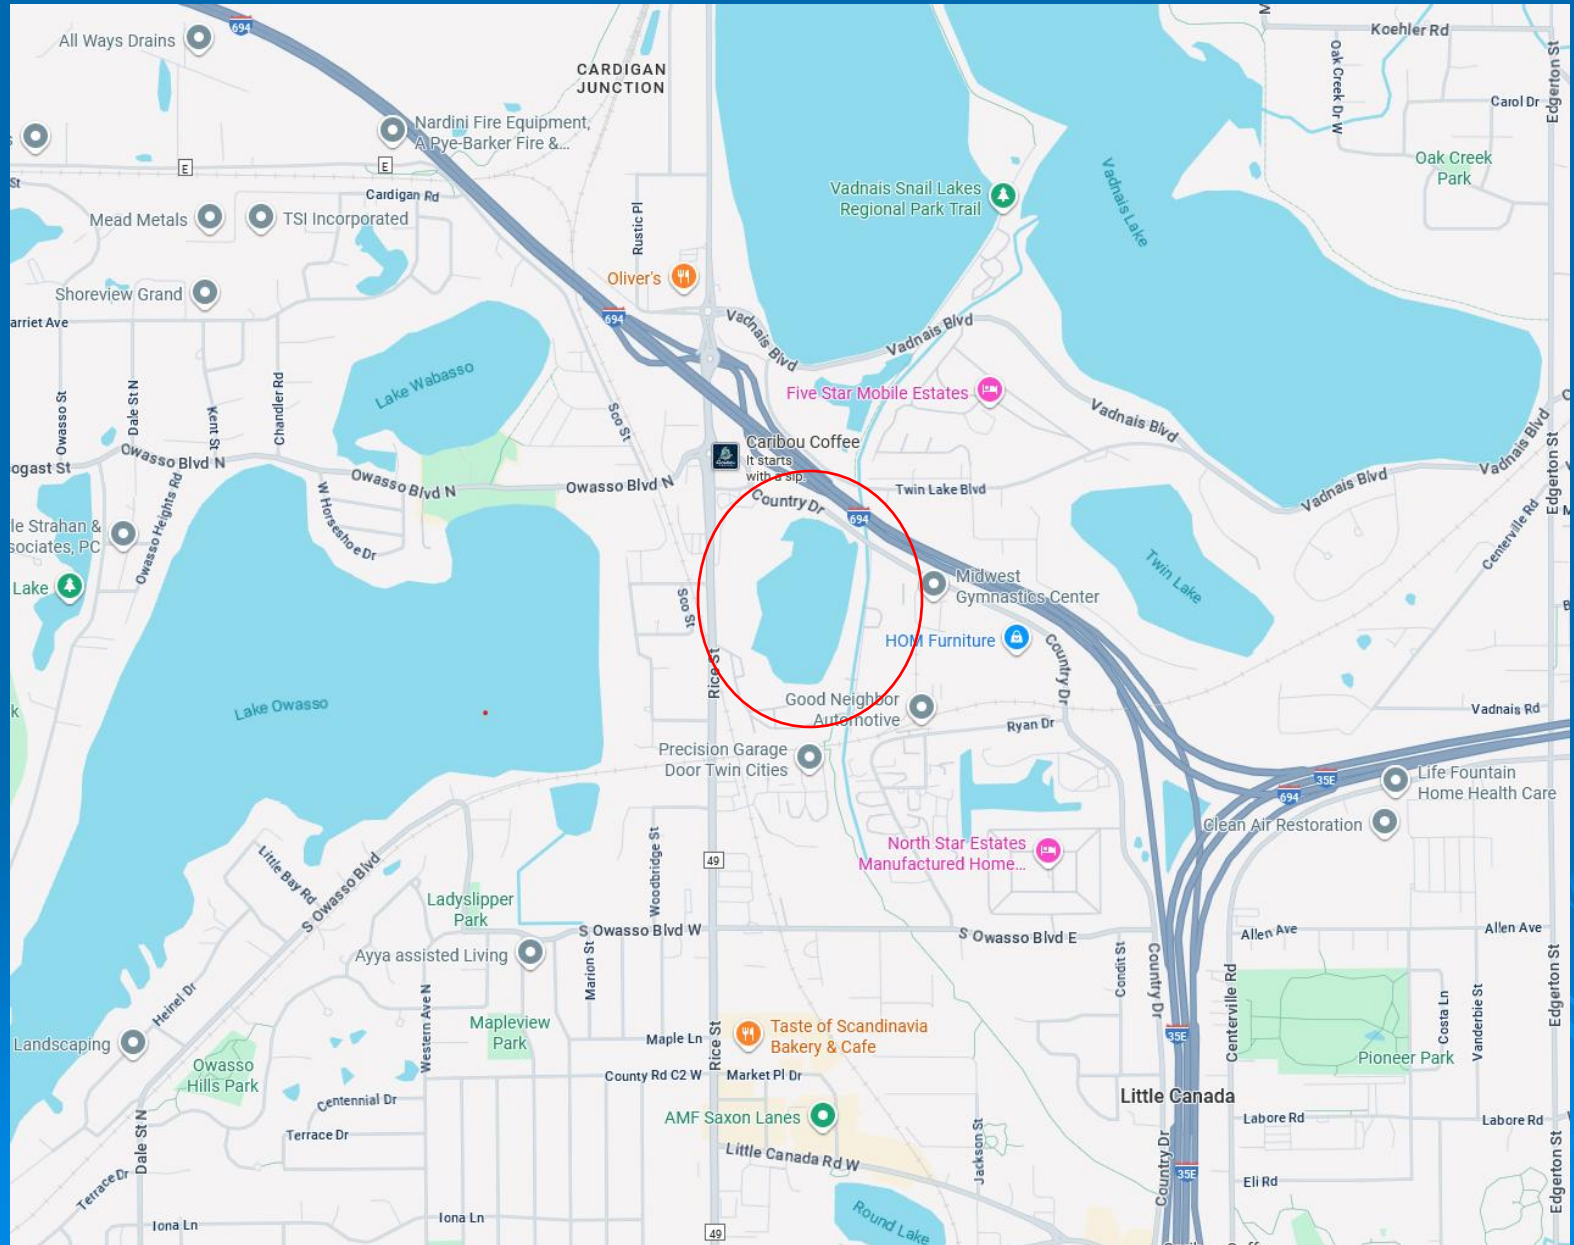 694
All Ways Drains
CARDIGAN
JUNCTION
Koehler Rd
Oak Creek Dr W
Edgerton St
Carol Dr
Nardini Fire Equipment,
A Pye-Barker Fire &...
E
E
St
Oak Creek
Park
Cardigan Rd
Vadnais Snail Lakes
Regional Park Trail
Vadnais Lake
Mead Metals
TSI Incorporated
Rustic Pl
Oliver's
Shoreview Grand
arriet Ave
694
Vadnais Blvd
Vadnais Blvd
Lake Wabasso
Five Star Mobile Estates
Owasso St
Dale St N
Kent St
Chandler Rd
Soo St
Vadnais Blvd
Vadnais Blvd
Edgerton St
Caribou Coffee
It starts
with a sip.
ogast St
Owasso Blvd N
Owasso Blvd N
Owasso Blvd N
Country Dr
Twin Lake Blvd
Vadnais Blvd
694
le Strahan &
sociates, PC
Owasso Heights Rd
W Horseshoe Dr
Centerville Rd
Lake
Soo St
Midwest
Gymnastics Center
Twin Lake
HOM Furniture
Country Dr
Rice St
Lake Owasso
k
Good Neighbor
Automotive
Ryan Dr
Vadnais Rd
Precision Garage
Door Twin Cities
35E
694
Life Fountain
Home Health Care
Clean Air Restoration
North Star Estates
Manufactured Home...
49
Little Bay Rd
S Owasso Blvd
Woodbridge St
Ladyslipper
Park
S Owasso Blvd W
S Owasso Blvd E
Allen Ave
Allen Ave
Ayya assisted Living
Marion St
Condit St
Country Dr
Centerville Rd
Edgerton St
Heinel Dr
Western Ave N
Costa Ln
Vanderbie St
Landscaping
Mapleview
Park
Maple Ln
Rice St
Taste of Scandinavia
Bakery & Cafe
35E
Pioneer Park
Owasso
Hills Park
County Rd C2 W
Market Pl Dr
Centennial Dr
Little Canada
AMF Saxon Lanes
Labore Rd
Labore Rd
Terrace Dr
Dale St N
Jackson St
Country Dr
Little Canada Rd W
35E
Terrace Dr
Eli Rd
Edgerton St
Iona Ln
Iona Ln
49
Round Lake